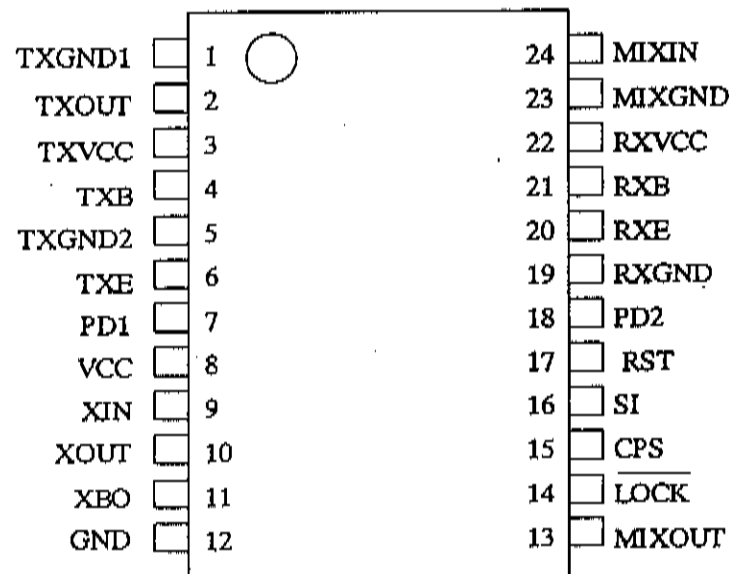 TXGND1 1 24 MIXIN
TXOUT 2 23 MIXGND
TXVCC 3 22 RXVCC
TXB 4 21 RXB
TXGND2 5 20 RXE
TXE 6 19 RXGND
PD1 7 18 PD2
VCC 8 17 RST
XIN 9 16 SI
XOUT 10 15 CPS
XBO 11 14 LOCK
GND 12 13 MIXOUT